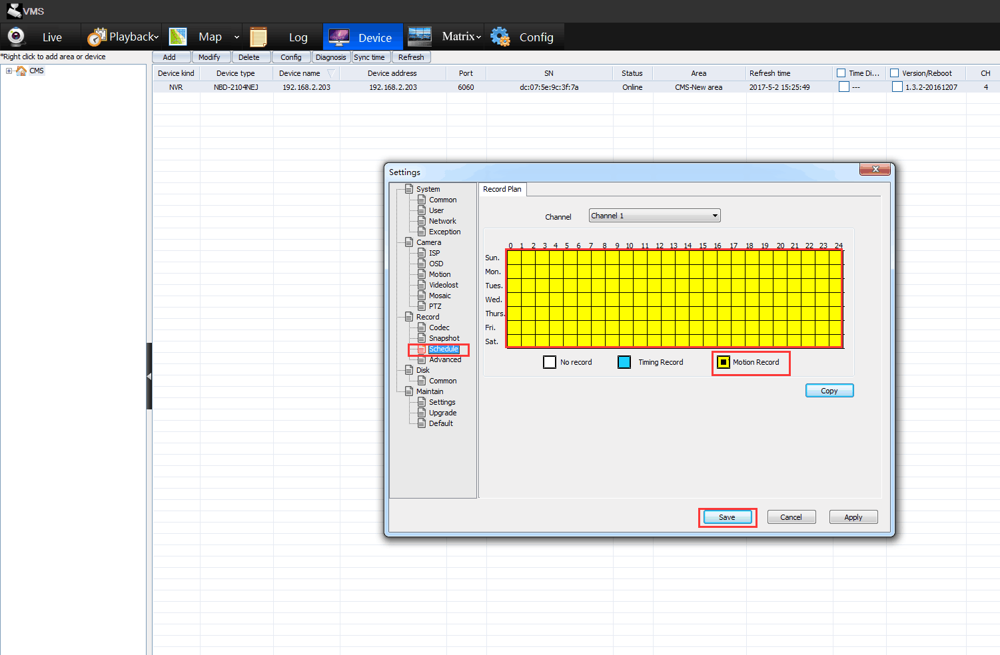 VMS
Live Playback Map Log Device Matrix Config
*Right click to add area or device
Add Modify Delete Config Diagnosis Sync time Refresh
CMS
Device kind Device type Device name Device address Port SN Status Area Refresh time Time Di... Version/Reboot CH
NVR NBD-2104NEJ 192.168.2.203 192.168.2.203 6060 dc:07:5e:9c:3f:7a Online CMS-New area 2017-5-2 15:25:49 --- 1.3.2-20161207 4
Settings
System
Common
User
Network
Exception
Camera
ISP
OSD
Motion
Videolost
Mosaic
PTZ
Record
Codec
Snapshot
Schedule
Advanced
Disk
Common
Maintain
Settings
Upgrade
Default
Record Plan
Channel Channel 1
0 1 2 3 4 5 6 7 8 9 10 11 12 13 14 15 16 17 18 19 20 21 22 23 24
Sun.
Mon.
Tues.
Wed.
Thurs.
Fri.
Sat.
No record Timing Record Motion Record
Copy
Save Cancel Apply